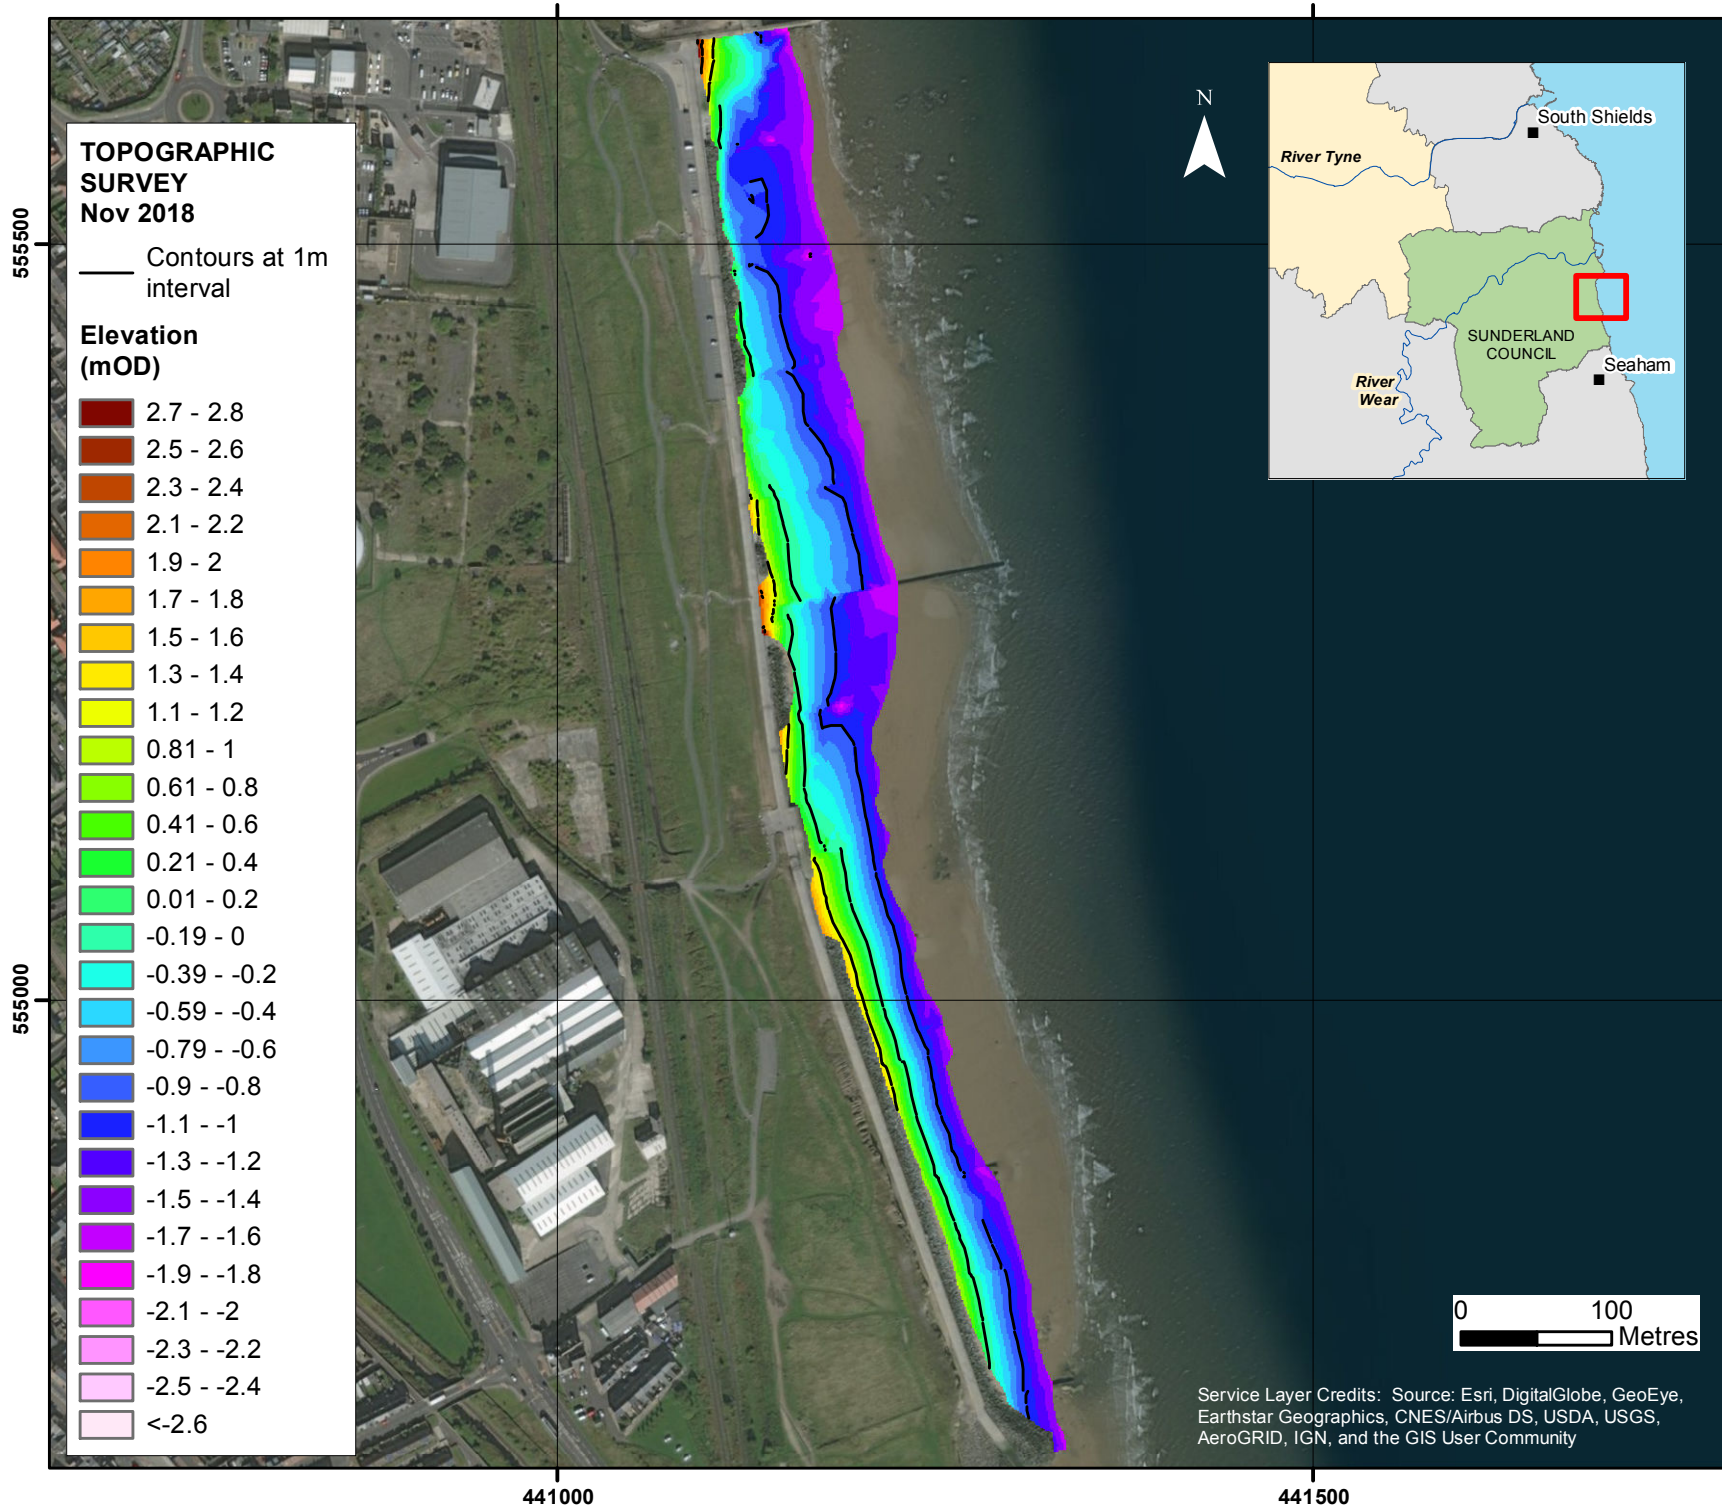 TOPOGRAPHIC
SURVEY
Nov 2018
Contours at 1m
interval
Elevation
(mOD)
2.7 - 2.8
2.5 - 2.6
2.3 - 2.4
2.1 - 2.2
1.9 - 2
1.7 - 1.8
1.5 - 1.6
1.3 - 1.4
1.1 - 1.2
0.81 - 1
0.61 - 0.8
0.41 - 0.6
0.21 - 0.4
0.01 - 0.2
-0.19 - 0
-0.39 - -0.2
-0.59 - -0.4
-0.79 - -0.6
-0.9 - -0.8
-1.1 - -1
-1.3 - -1.2
-1.5 - -1.4
-1.7 - -1.6
-1.9 - -1.8
-2.1 - -2
-2.3 - -2.2
-2.5 - -2.4
<-2.6
555500
555000
441000
441500
N
South Shields
River Tyne
SUNDERLAND
COUNCIL
Seaham
River
Wear
0 100
Metres
Service Layer Credits: Source: Esri, DigitalGlobe, GeoEye,
Earthstar Geographics, CNES/Airbus DS, USDA, USGS,
AeroGRID, IGN, and the GIS User Community